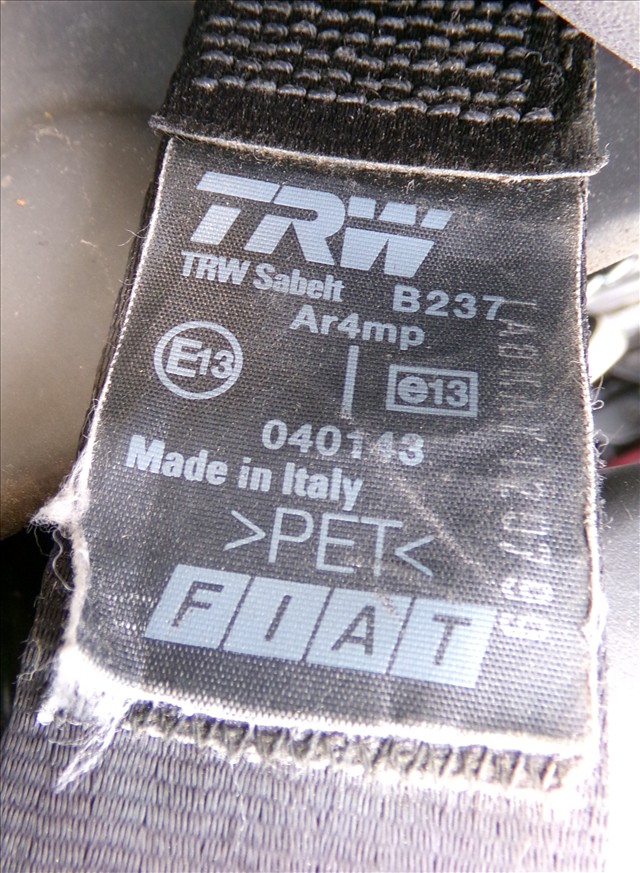 TRW
TRW Sabelt B237
Ar4mp
E13
e13
040143
Made in Italy
>PET<
FIAT